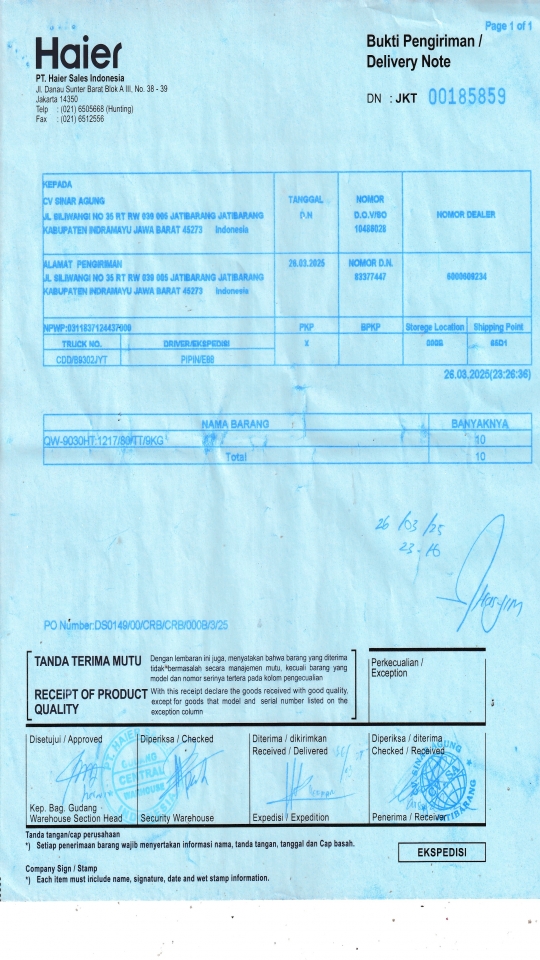 Page 1 of 1
Haier
Bukti Pengiriman /
Delivery Note
PT. Haier Sales Indonesia
Jl. Danau Sunter Barat Blok A III, No. 38 - 39
Jakarta 14350
Telp : (021) 6505668 (Hunting)
Fax : (021) 6512556
DN : JKT 00185859
KEPADA
CV SINAR AGUNG
JL SILIWANGI NO 35 RT RW 039 005 JATIBARANG JATIBARANG
KABUPATEN INDRAMAYU JAWA BARAT 45273 Indonesia
TANGGAL
D.N
NOMOR
D.O./SO
NOMOR DEALER
ALAMAT PENGIRIMAN
JL SILIWANGI NO 35 RT RW 039 005 JATIBARANG JATIBARANG
KABUPATEN INDRAMAYU JAWA BARAT 45273 Indonesia
26.03.2025
NOMOR D.N.
83377447
PKP BPKP Storege Location Shipping Point
TRUCK NO. DRIVER/EKSPEDISI X
CDD/B9302JYT PIPIN/E88
26.03.2025(23:26:36)
NAMA BARANG BANYAKNYA
QW-9030HT:1217/80/TT/9KG 10
Total 10
26/03/25
23-16
PO Number:DS0149/00/CRB/CRB/000B/3/25
TANDA TERIMA MUTU
Dengan lembaran ini juga, menyatakan bahwa barang yang diterima
tidak bermasalah secara manajemen mutu, kecuali barang yang
model dan nomor serinya tertera pada kolom pengecualian
RECEIPT OF PRODUCT
QUALITY
With this receipt declare the goods received with good quality,
except for goods that model and serial number listed on the
exception column
Perkecualian /
Exception
Disetujui / Approved
Diperiksa / Checked
Diterima / dikirimkan
Received / Delivered
Diperiksa / diterima
Checked / Received
GUDANG
CENTRAL
WAREHOUSE
Kep. Bag. Gudang
Warehouse Section Head
Security Warehouse
Expedisi / Expedition
Penerima / Receiver
Tanda tangan/cap perusahaan
*) Setiap penerimaan barang wajib menyertakan informasi nama, tanda tangan, tanggal dan Cap basah.
EKSPEDISI
Company Sign / Stamp
*) Each item must include name, signature, date and wet stamp information.